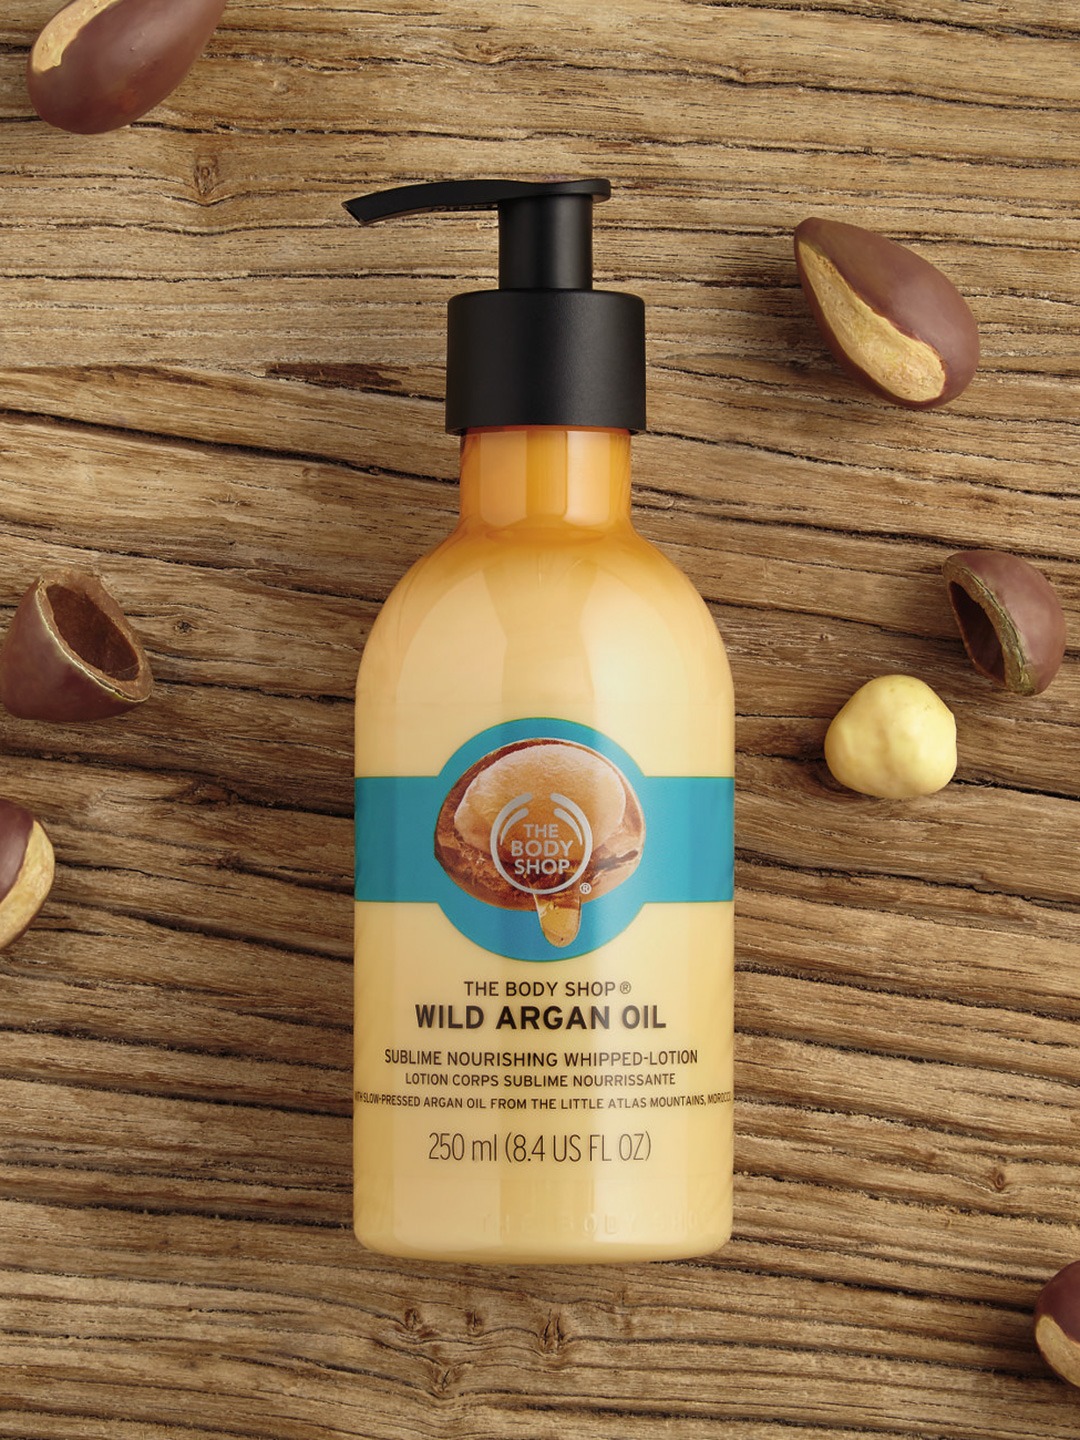 THE
BODY
SHOP
®
THE BODY SHOP®
WILD ARGAN OIL
SUBLIME NOURISHING WHIPPED-LOTION
LOTION CORPS SUBLIME NOURRISSANTE
SLOW-PRESSED ARGAN OIL FROM THE LITTLE ATLAS MOUNTAINS,
250 ml (8.4 US FL OZ)